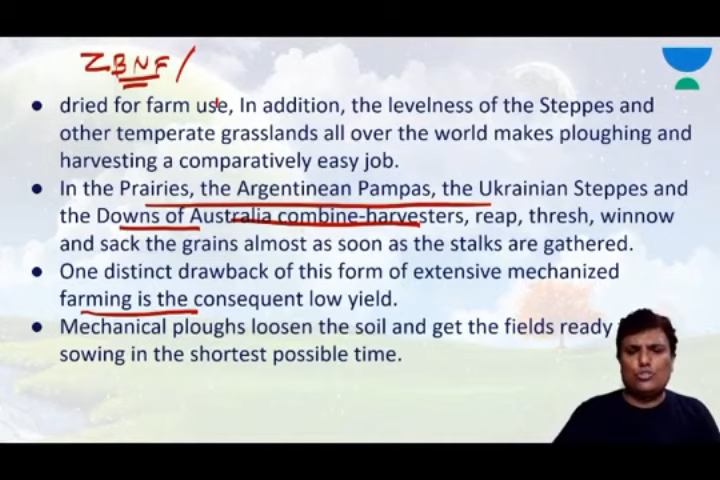 ZBNF/
dried for farm use, In addition, the levelness of the Steppes and
other temperate grasslands all over the world makes ploughing and
harvesting a comparatively easy job.
In the Prairies, the Argentinean Pampas, the Ukrainian Steppes and
the Downs of Australia combine-harvesters, reap, thresh, winnow
and sack the grains almost as soon as the stalks are gathered.
One distinct drawback of this form of extensive mechanized
farming is the consequent low yield.
Mechanical ploughs loosen the soil and get the fields ready
sowing in the shortest possible time.